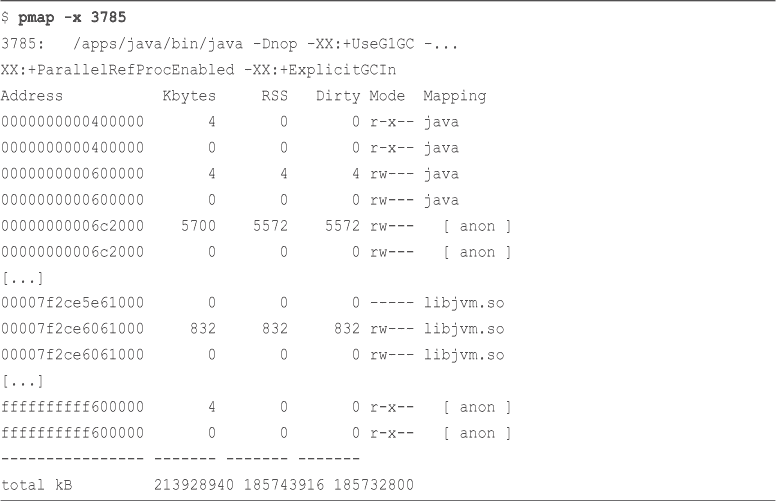 $ pmap -x 3785
3785:   /apps/java/bin/java -Dnop -XX:+UseG1GC -...
XX:+ParallelRefProcEnabled -XX:+ExplicitGCIn
Address           Kbytes     RSS   Dirty Mode  Mapping
0000000000400000       4       0       0 r-x-- java
0000000000400000       0       0       0 r-x-- java
0000000000600000       4       4       4 rw--- java
0000000000600000       0       0       0 rw--- java
00000000006c2000    5700    5572    5572 rw---   [ anon ]
00000000006c2000       0       0       0 rw---   [ anon ]
[...]
00007f2ce5e61000       0       0       0 ----- libjvm.so
00007f2ce6061000     832     832     832 rw--- libjvm.so
00007f2ce6061000       0       0       0 rw--- libjvm.so
[...]
ffffffffff600000       4       0       0 r-x--   [ anon ]
ffffffffff600000       0       0       0 r-x--   [ anon ]
---------------- ------- ------- -------
total kB         213928940 185743916 185732800